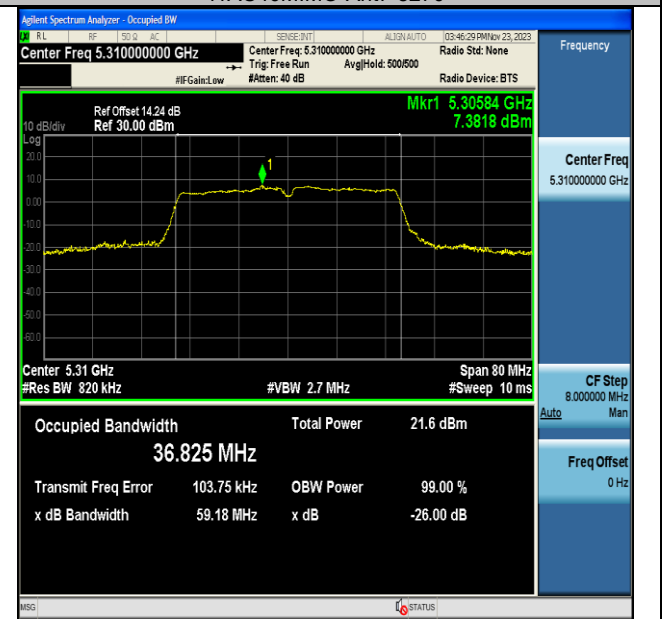 Agilent Spectrum Analyzer - Occupied BW
RL RF 50 Ω AC SENSE:INT ALIGN AUTO 03:46:29 PM Nov 23, 2023
Center Freq 5.310000000 GHz
Center Freq: 5.310000000 GHz
Radio Std: None
Trig: Free Run Avg|Hold: 500/500
#IFGain:Low #Atten: 40 dB Radio Device: BTS
Frequency
Ref Offset 14.24 dB
Mkr1 5.30584 GHz
10 dB/div Ref 30.00 dBm 7.3818 dBm
Log
20.0
10.0
0.00
-10.0
-20.0
-30.0
-40.0
-50.0
-60.0
1
Center 5.31 GHz Span 80 MHz
#Res BW 820 kHz #VBW 2.7 MHz #Sweep 10 ms
Center Freq
5.310000000 GHz
CF Step
8.000000 MHz
Auto Man
Freq Offset
0 Hz
Occupied Bandwidth Total Power 21.6 dBm
36.825 MHz
Transmit Freq Error 103.75 kHz OBW Power 99.00 %
x dB Bandwidth 59.18 MHz x dB -26.00 dB
MSG STATUS